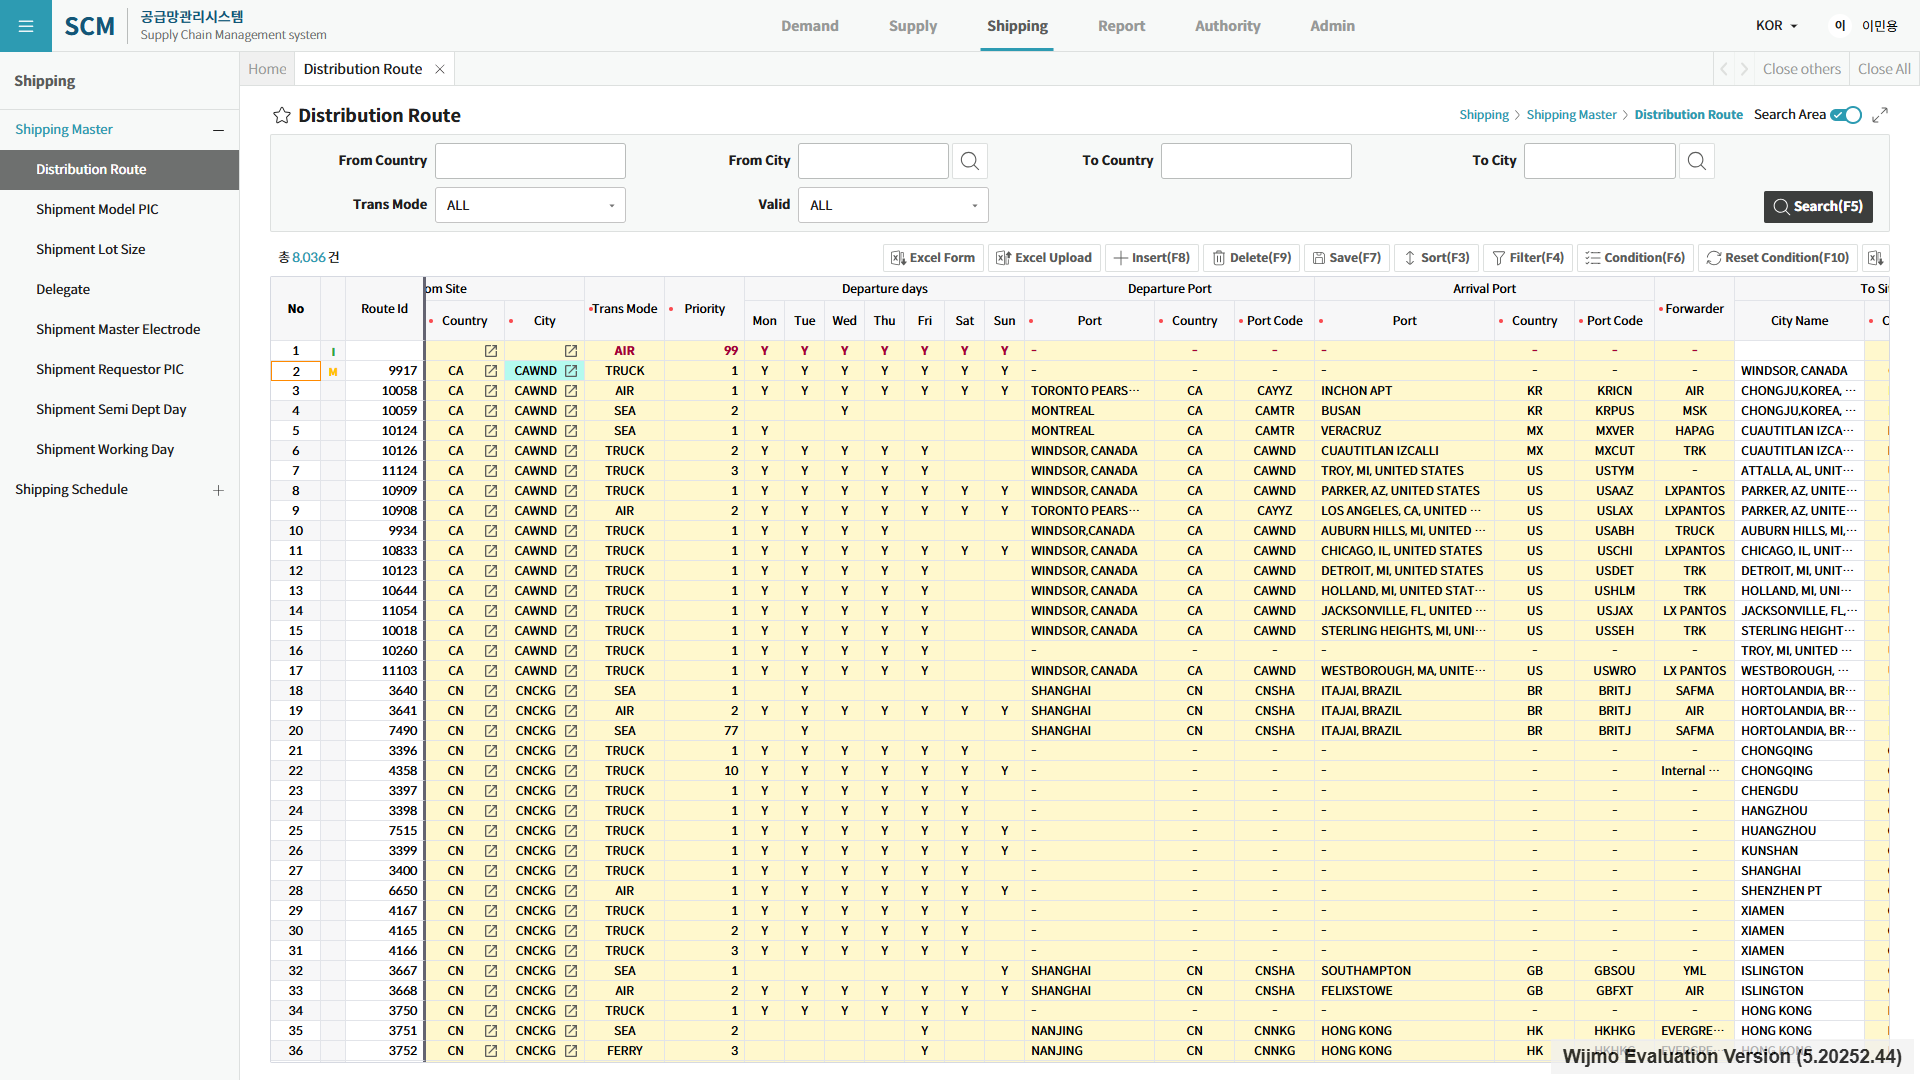 SCM 공급망관리시스템 Supply Chain Management system Demand Supply Shipping Report Authority Admin KOR 이 이민용
Shipping
Home Distribution Route Close others Close All
Shipping Master
Distribution Route
Shipment Model PIC
Shipment Lot Size
Delegate
Shipment Master Electrode
Shipment Requestor PIC
Shipment Semi Dept Day
Shipment Working Day
Shipping Schedule
Distribution Route Shipping > Shipping Master > Distribution Route Search Area
From Country From City To Country To City
Trans Mode ALL Valid ALL Search(F5)
총 8,036 건 Excel Form Excel Upload Insert(F8) Delete(F9) Save(F7) Sort(F3) Filter(F4) Condition(F6) Reset Condition(F10)
No Route Id om Site Trans Mode Priority Departure days Departure Port Arrival Port Forwarder To Si
Country City Mon Tue Wed Thu Fri Sat Sun Port Country Port Code Port Country Port Code City Name C
1 I AIR 99 Y Y Y Y Y Y Y - - - - - - -
2 M 9917 CA CAWND TRUCK 1 Y Y Y Y Y Y Y - - - - - - - WINDSOR, CANADA
3 10058 CA CAWND AIR 1 Y Y Y Y Y Y Y TORONTO PEARS··· CA CAYYZ INCHON APT KR KRICN AIR CHONGJU,KOREA, ···
4 10059 CA CAWND SEA 2 Y MONTREAL CA CAMTR BUSAN KR KRPUS MSK CHONGJU,KOREA, ···
5 10124 CA CAWND SEA 1 Y MONTREAL CA CAMTR VERACRUZ MX MXVER HAPAG CUAUTITLAN IZCA···
6 10126 CA CAWND TRUCK 2 Y Y Y Y Y WINDSOR, CANADA CA CAWND CUAUTITLAN IZCALLI MX MXCUT TRK CUAUTITLAN IZCA···
7 11124 CA CAWND TRUCK 3 Y Y Y Y Y WINDSOR, CANADA CA CAWND TROY, MI, UNITED STATES US USTYM - ATTALLA, AL, UNIT···
8 10909 CA CAWND TRUCK 1 Y Y Y Y Y Y Y WINDSOR, CANADA CA CAWND PARKER, AZ, UNITED STATES US USAAZ LXPANTOS PARKER, AZ, UNITE···
9 10908 CA CAWND AIR 2 Y Y Y Y Y Y Y TORONTO PEARS··· CA CAYYZ LOS ANGELES, CA, UNITED ··· US USLAX LXPANTOS PARKER, AZ, UNITE···
10 9934 CA CAWND TRUCK 1 Y Y Y Y WINDSOR,CANADA CA CAWND AUBURN HILLS, MI, UNITED ··· US USABH TRUCK AUBURN HILLS, MI,···
11 10833 CA CAWND TRUCK 1 Y Y Y Y Y Y Y WINDSOR, CANADA CA CAWND CHICAGO, IL, UNITED STATES US USCHI LXPANTOS CHICAGO, IL, UNIT···
12 10123 CA CAWND TRUCK 1 Y Y Y Y Y WINDSOR, CANADA CA CAWND DETROIT, MI, UNITED STATES US USDET TRK DETROIT, MI, UNIT···
13 10644 CA CAWND TRUCK 1 Y Y Y Y Y WINDSOR, CANADA CA CAWND HOLLAND, MI, UNITED STAT··· US USHLM TRK HOLLAND, MI, UNI···
14 11054 CA CAWND TRUCK 1 Y Y Y Y Y WINDSOR, CANADA CA CAWND JACKSONVILLE, FL, UNITED ··· US USJAX LX PANTOS JACKSONVILLE, FL,···
15 10018 CA CAWND TRUCK 1 Y Y Y Y Y WINDSOR, CANADA CA CAWND STERLING HEIGHTS, MI, UNI··· US USSEH TRK STERLING HEIGHT···
16 10260 CA CAWND TRUCK 1 Y Y Y Y Y - - - - - - - TROY, MI, UNITED ···
17 11103 CA CAWND TRUCK 1 Y Y Y Y Y WINDSOR, CANADA CA CAWND WESTBOROUGH, MA, UNITE··· US USWRO LX PANTOS WESTBOROUGH, ···
18 3640 CN CNCKG SEA 1 Y SHANGHAI CN CNSHA ITAJAI, BRAZIL BR BRITJ SAFMA HORTOLANDIA, BR···
19 3641 CN CNCKG AIR 2 Y Y Y Y Y Y Y SHANGHAI CN CNSHA ITAJAI, BRAZIL BR BRITJ AIR HORTOLANDIA, BR···
20 7490 CN CNCKG SEA 77 Y SHANGHAI CN CNSHA ITAJAI, BRAZIL BR BRITJ SAFMA HORTOLANDIA, BR···
21 3396 CN CNCKG TRUCK 1 Y Y Y Y Y Y - - - - - - - CHONGQING
22 4358 CN CNCKG TRUCK 10 Y Y Y Y Y Y Y - - - - - - Internal ··· CHONGQING
23 3397 CN CNCKG TRUCK 1 Y Y Y Y Y Y - - - - - - - CHENGDU
24 3398 CN CNCKG TRUCK 1 Y Y Y Y Y Y - - - - - - - HANGZHOU
25 7515 CN CNCKG TRUCK 1 Y Y Y Y Y Y Y - - - - - - - HUANGZHOU
26 3399 CN CNCKG TRUCK 1 Y Y Y Y Y Y Y - - - - - - - KUNSHAN
27 3400 CN CNCKG TRUCK 1 Y Y Y Y Y Y - - - - - - - SHANGHAI
28 6650 CN CNCKG AIR 1 Y Y Y Y Y Y Y - - - - - - - SHENZHEN PT
29 4167 CN CNCKG TRUCK 1 Y Y Y Y Y Y - - - - - - - XIAMEN
30 4165 CN CNCKG TRUCK 2 Y Y Y Y Y Y - - - - - - - XIAMEN
31 4166 CN CNCKG TRUCK 3 Y Y Y Y Y Y - - - - - - - XIAMEN
32 3667 CN CNCKG SEA 1 Y SHANGHAI CN CNSHA SOUTHAMPTON GB GBSOU YML ISLINGTON
33 3668 CN CNCKG AIR 2 Y Y Y Y Y Y Y SHANGHAI CN CNSHA FELIXSTOWE GB GBFXT AIR ISLINGTON
34 3750 CN CNCKG TRUCK 1 Y Y Y Y Y Y - - - - - - - HONG KONG
35 3751 CN CNCKG SEA 2 Y NANJING CN CNNKG HONG KONG HK HKHKG EVERGRE··· HONG KONG
36 3752 CN CNCKG FERRY 3 Y NANJING CN CNNKG HONG KONG HK HKHKG EVERGRE··· HONG KONG
Wijmo Evaluation Version (5.20252.44)